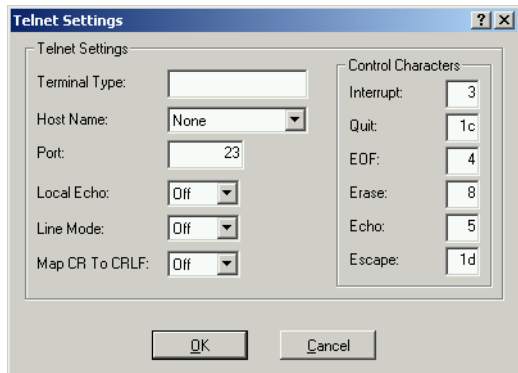 Telnet Settings
Telnet Settings
Terminal Type:
Host Name: None
Port: 23
Local Echo: Off
Line Mode: Off
Map CR To CRLF: Off
Control Characters
Interrupt: 3
Quit: 1c
EOF: 4
Erase: 8
Echo: 5
Escape: 1d
OK Cancel